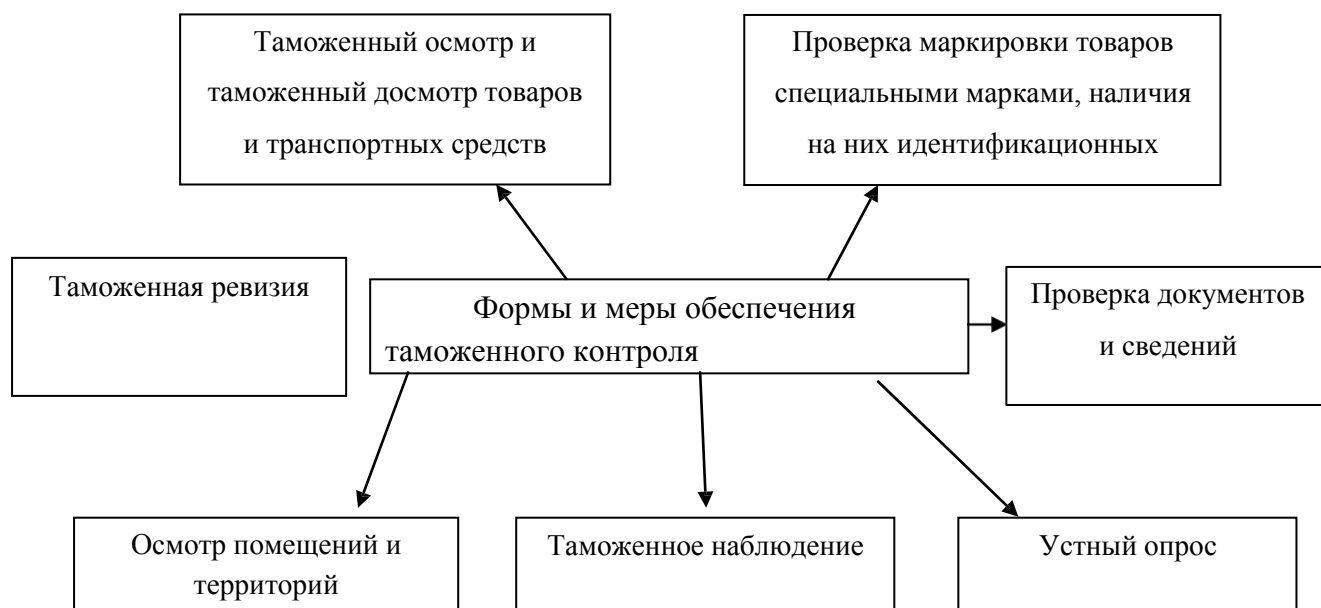 Таможенный осмотр и
таможенный досмотр товаров
и транспортных средств
Проверка маркировки товаров
специальными марками, наличия
на них идентификационных
Таможенная ревизия
Формы и меры обеспечения
таможенного контроля
Проверка документов
и сведений
Осмотр помещений и
территорий
Таможенное наблюдение
Устный опрос